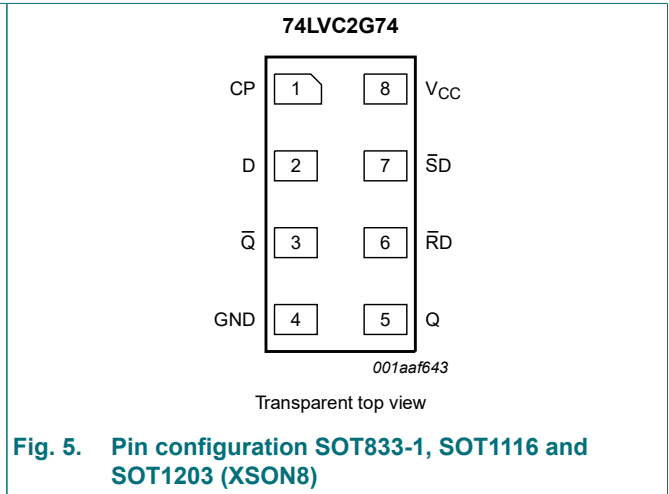 74LVC2G74
CP 1 8 VCC
D 2 7 S̅D
Q̅ 3 6 R̅D
GND 4 5 Q
001aaf643
Transparent top view
Fig. 5. Pin configuration SOT833-1, SOT1116 and
SOT1203 (XSON8)